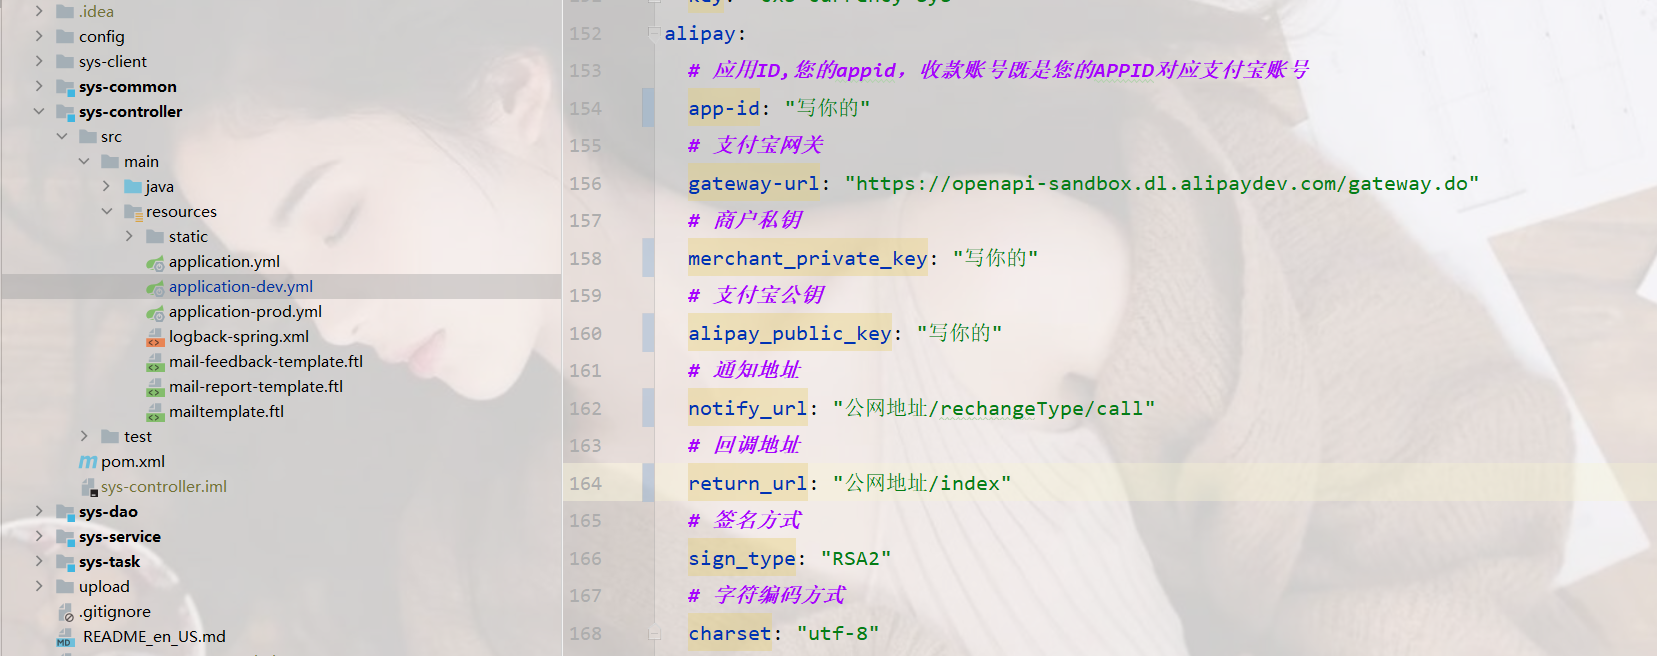 .idea
config
sys-client
sys-common
sys-controller
src
main
java
resources
static
application.yml
application-dev.yml
application-prod.yml
logback-spring.xml
mail-feedback-template.ftl
mail-report-template.ftl
mailtemplate.ftl
test
pom.xml
sys-controller.iml
sys-dao
sys-service
sys-task
upload
.gitignore
README_en_US.md
152 alipay:
153 # 应用ID,您的appid，收款账号既是您的APPID对应支付宝账号
154 app-id: "写你的"
155 # 支付宝网关
156 gateway-url: "https://openapi-sandbox.dl.alipaydev.com/gateway.do"
157 # 商户私钥
158 merchant_private_key: "写你的"
159 # 支付宝公钥
160 alipay_public_key: "写你的"
161 # 通知地址
162 notify_url: "公网地址/rechangeType/call"
163 # 回调地址
164 return_url: "公网地址/index"
165 # 签名方式
166 sign_type: "RSA2"
167 # 字符编码方式
168 charset: "utf-8"